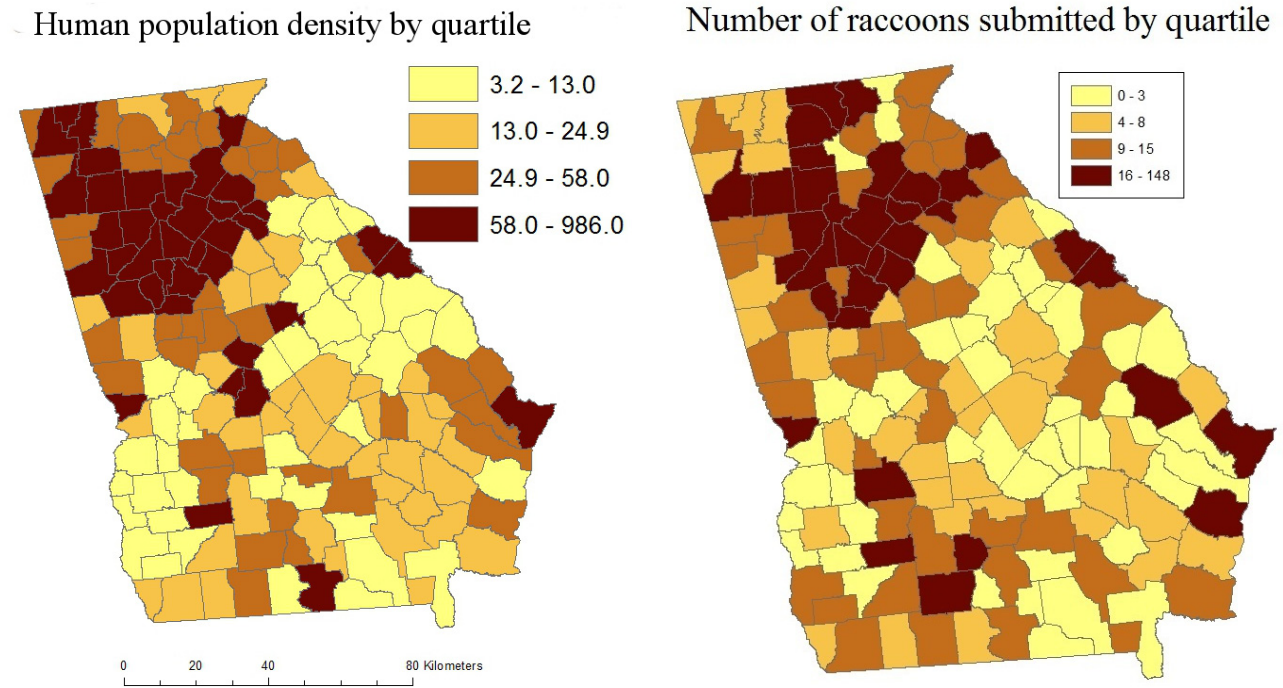 Human population density by quartile
3.2 - 13.0
13.0 - 24.9
24.9 - 58.0
58.0 - 986.0
0 20 40 80 Kilometers
Number of raccoons submitted by quartile
0 - 3
4 - 8
9 - 15
16 - 148